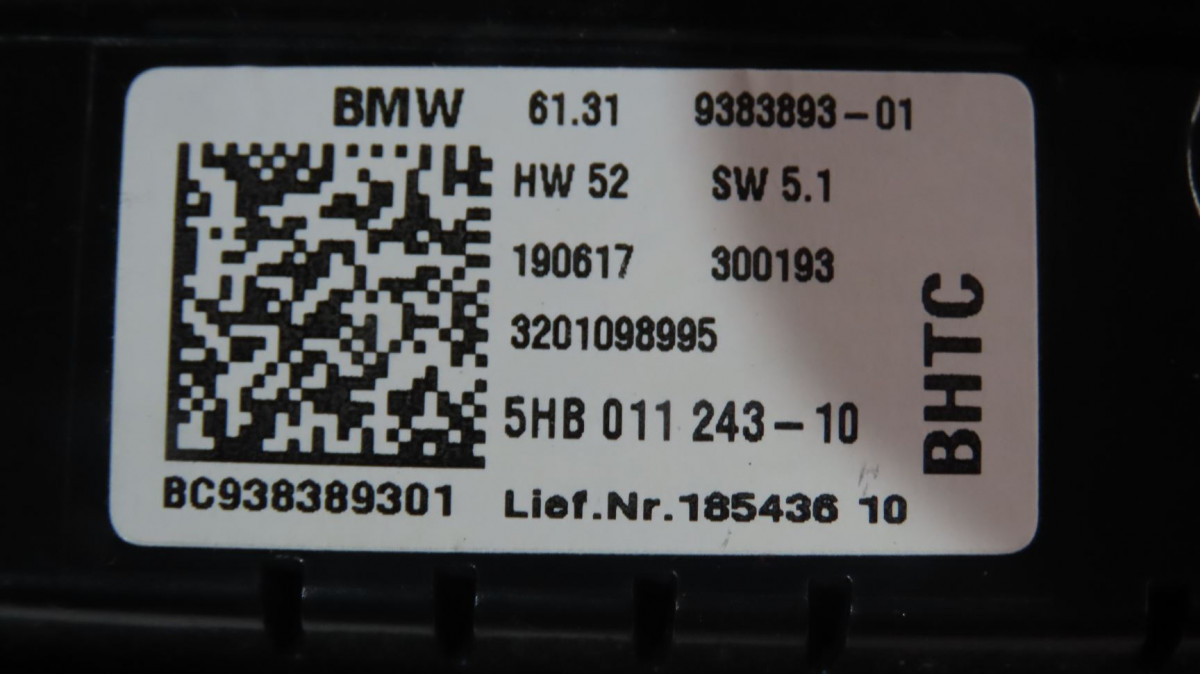 BMW 61.31 9383893-01
HW 52 SW 5.1
190617 300193
3201098995
5HB 011 243-10
BC938389301 Lief.Nr.185436 10
BHTC